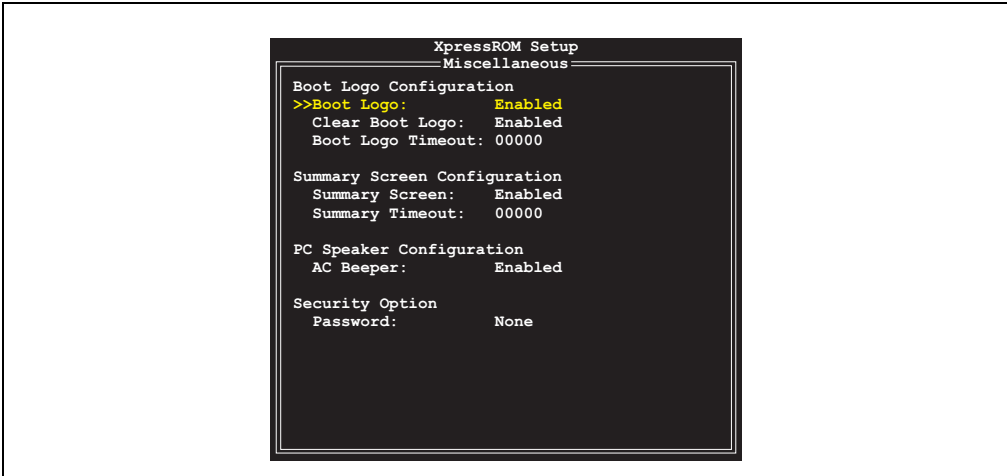 XpressROM Setup
Miscellaneous
Boot Logo Configuration
>>Boot Logo: Enabled
Clear Boot Logo: Enabled
Boot Logo Timeout: 00000
Summary Screen Configuration
Summary Screen: Enabled
Summary Timeout: 00000
PC Speaker Configuration
AC Beeper: Enabled
Security Option
Password: None